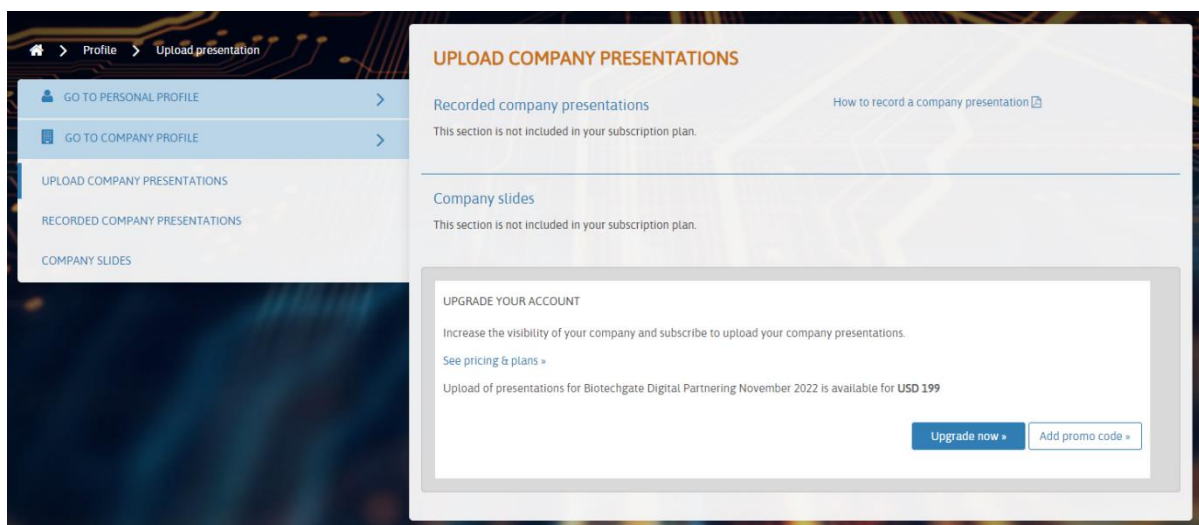 Profile > Upload presentation
GO TO PERSONAL PROFILE
GO TO COMPANY PROFILE
UPLOAD COMPANY PRESENTATIONS
RECORDED COMPANY PRESENTATIONS
COMPANY SLIDES
UPLOAD COMPANY PRESENTATIONS
Recorded company presentations
How to record a company presentation
This section is not included in your subscription plan.
Company slides
This section is not included in your subscription plan.
UPGRADE YOUR ACCOUNT
Increase the visibility of your company and subscribe to upload your company presentations.
See pricing & plans »
Upload of presentations for Biotechgate Digital Partnering November 2022 is available for USD 199
Upgrade now »
Add promo code »